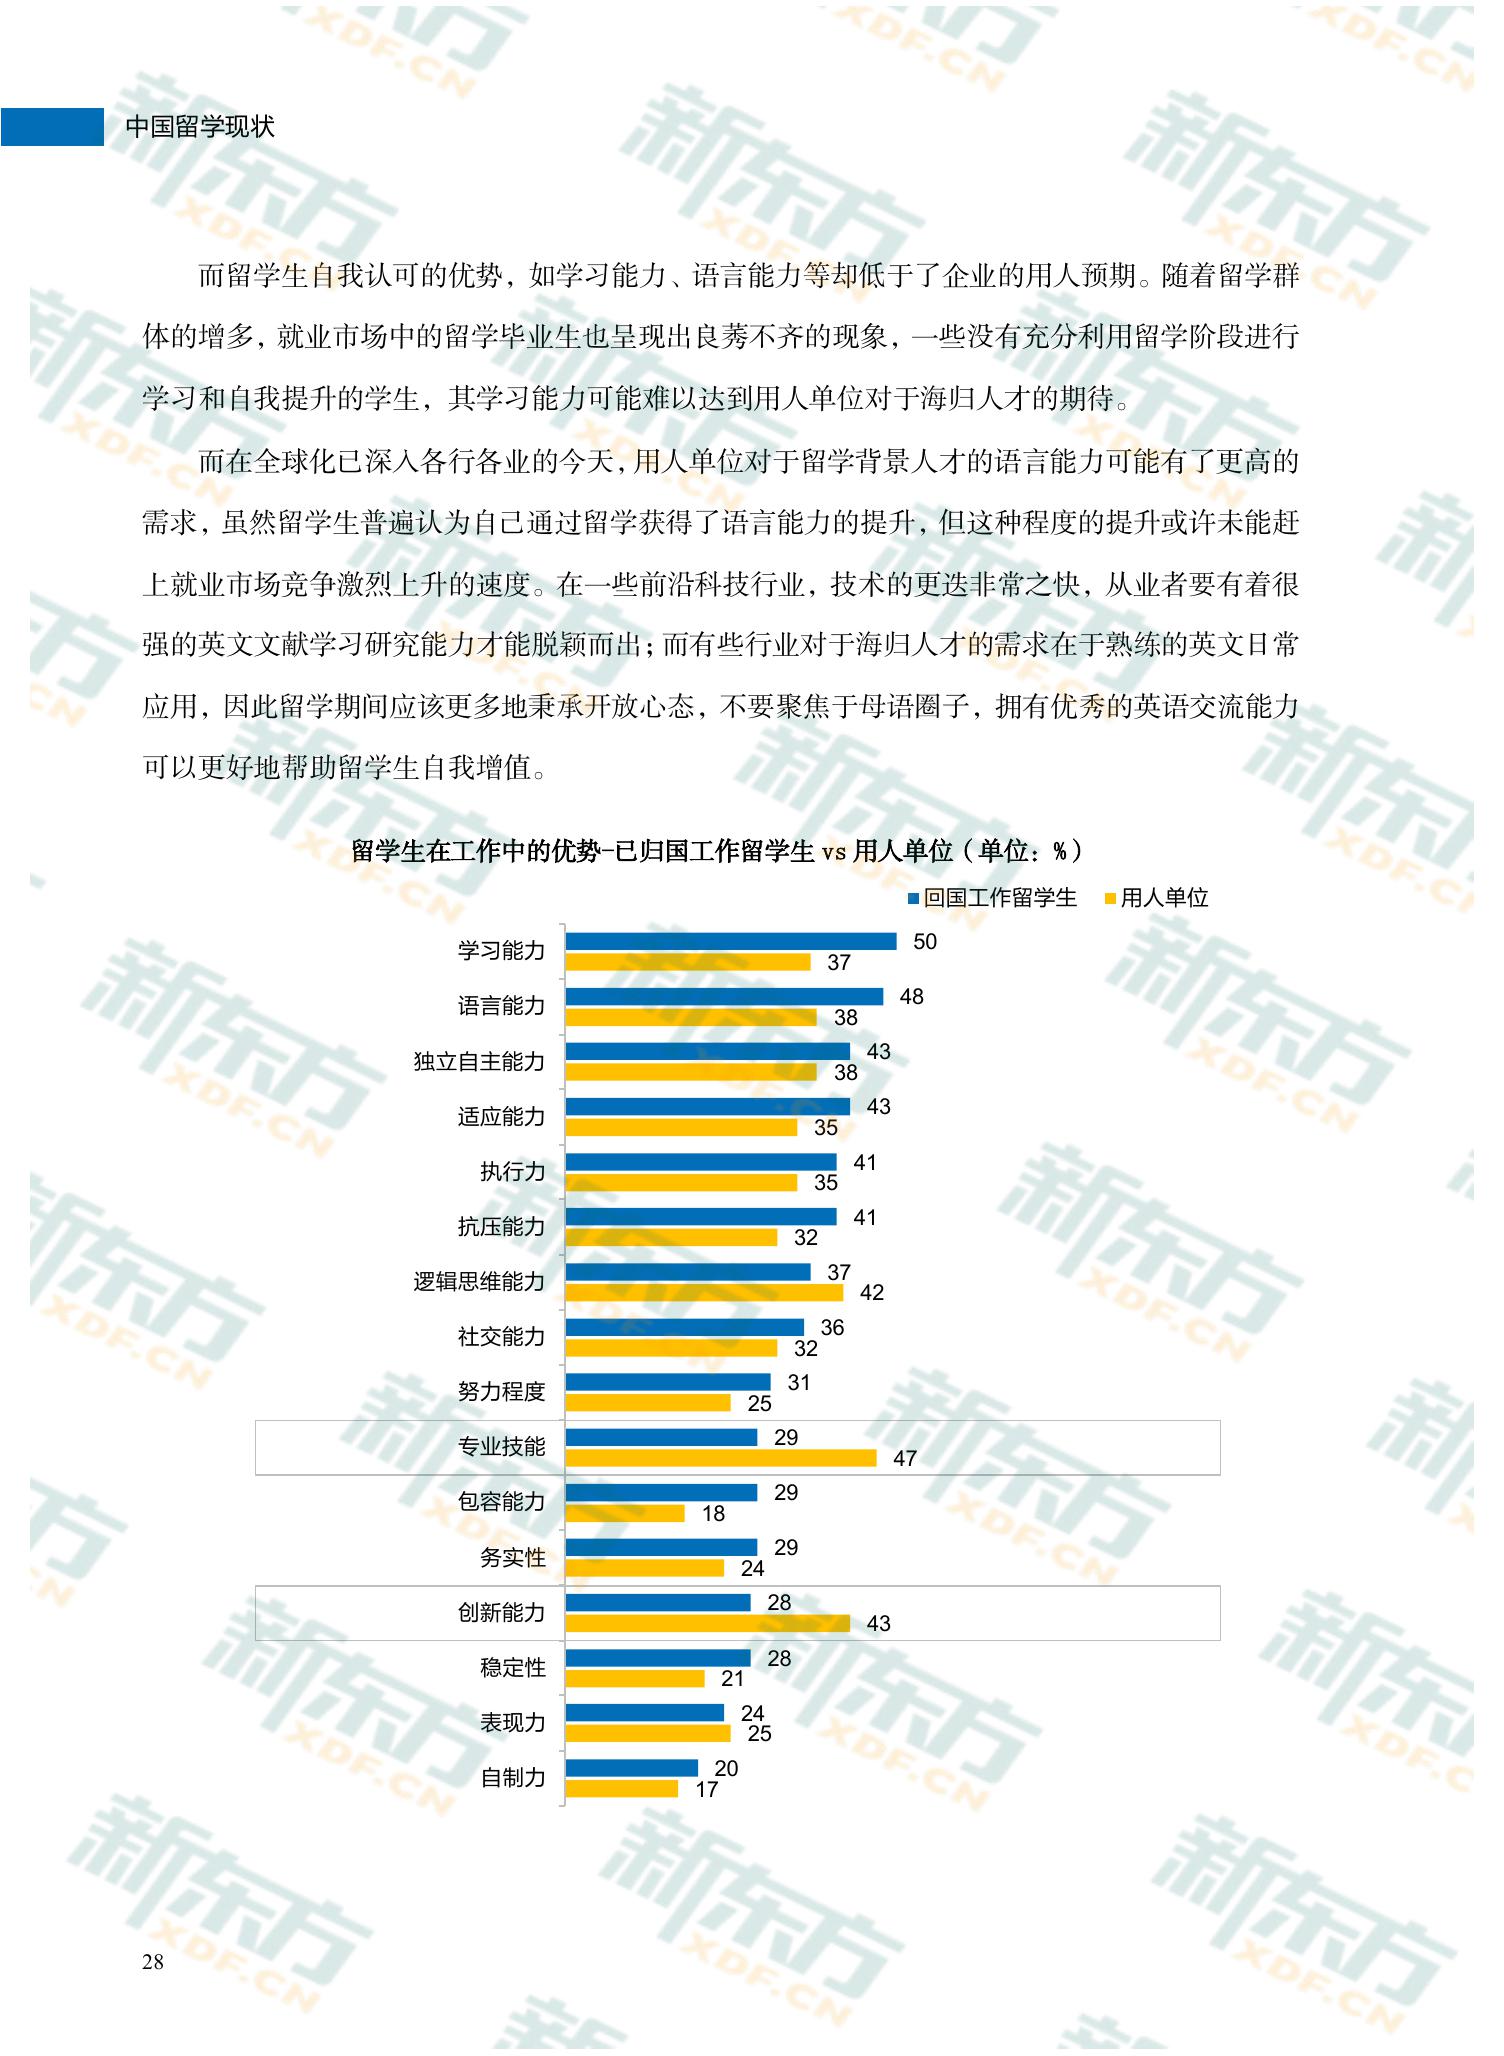 中国留学现状
而留学生自我认可的优势，如学习能力、语言能力等却低于了企业的用人预期。随着留学群
体的增多，就业市场中的留学毕业生也呈现出良莠不齐的现象，一些没有充分利用留学阶段进行
学习和自我提升的学生，其学习能力可能难以达到用人单位对于海归人才的期待。
而在全球化已深入各行各业的今天，用人单位对于留学背景人才的语言能力可能有了更高的
需求，虽然留学生普遍认为自己通过留学获得了语言能力的提升，但这种程度的提升或许未能赶
上就业市场竞争激烈上升的速度。在一些前沿科技行业，技术的更迭非常之快，从业者要有着很
强的英文文献学习研究能力才能脱颖而出；而有些行业对于海归人才的需求在于熟练的英文日常
应用，因此留学期间应该更多地秉承开放心态，不要聚焦于母语圈子，拥有优秀的英语交流能力
可以更好地帮助留学生自我增值。
留学生在工作中的优势-已归国工作留学生 vs 用人单位（单位：%）
回国工作留学生 用人单位
学习能力 50 37
语言能力 48 38
独立自主能力 43 38
适应能力 43 35
执行力 41 35
抗压能力 41 32
逻辑思维能力 37 42
社交能力 36 32
努力程度 31 25
专业技能 29 47
包容能力 29 18
务实性 29 24
创新能力 28 43
稳定性 28 21
表现力 24 25
自制力 20 17
28
新东方
XDF.CN